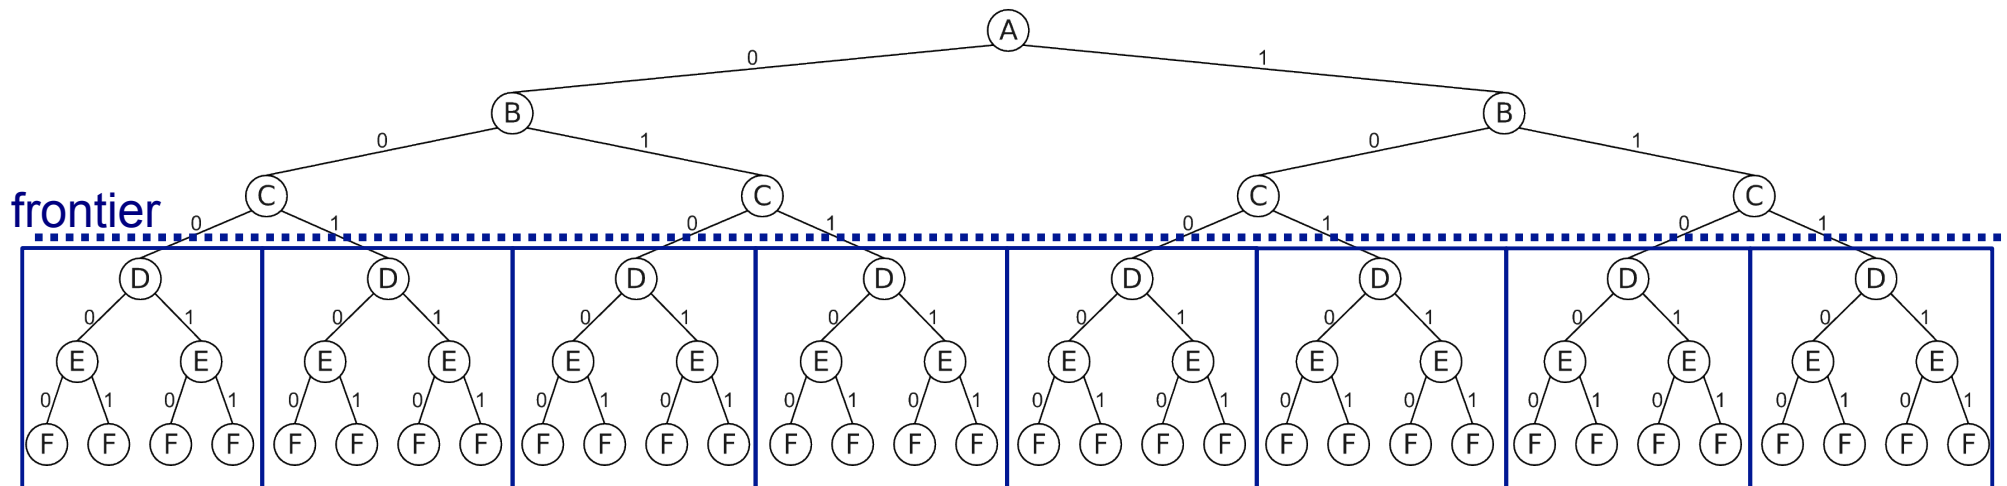 A
0 1
B B
0 1 0 1
C C C C
frontier
0 1 0 1 0 1 0 1
D D D D D D D D
0 1 0 1 0 1 0 1 0 1 0 1 0 1 0 1
E E E E E E E E E E E E E E E E
0 1 0 1 0 1 0 1 0 1 0 1 0 1 0 1 0 1 0 1 0 1 0 1 0 1 0 1 0 1 0 1
F F F F F F F F F F F F F F F F F F F F F F F F F F F F F F F F